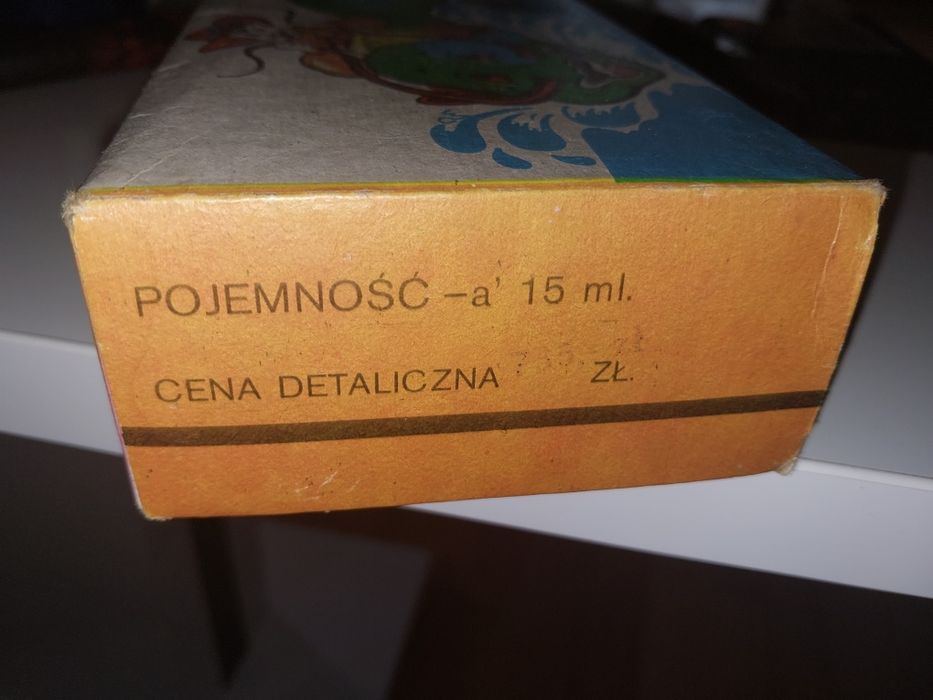 POJEMNOŚĆ – a' 15 ml.
CENA DETALICZNA ZŁ.